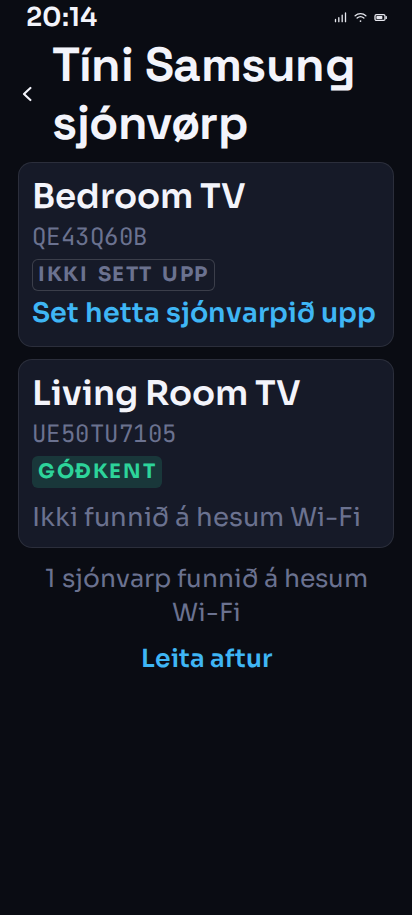 20:14
Tíni Samsung
sjónvørp
Bedroom TV
QE43Q60B
IKKI SETT UPP
Set hetta sjónvarpið upp
Living Room TV
UE50TU7105
GÓÐKENT
Ikki funnið á hesum Wi-Fi
1 sjónvarp funnið á hesum
Wi-Fi
Leita aftur